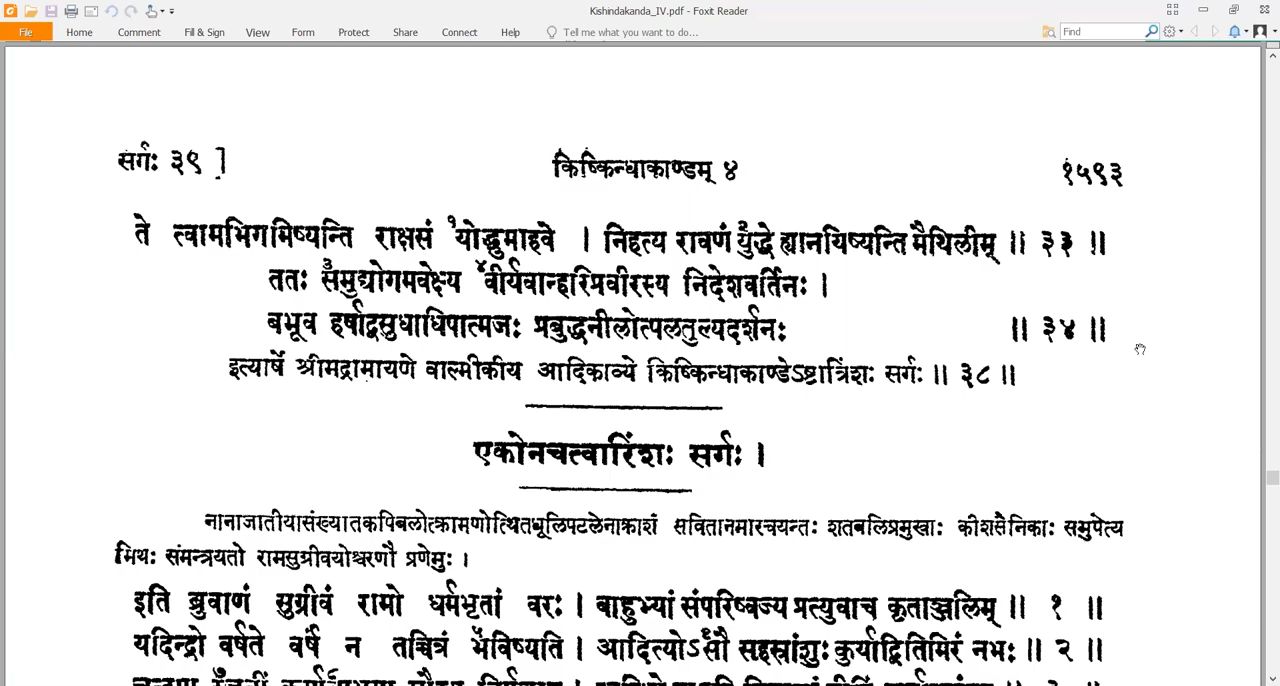 Kishindakanda_IV.pdf - Foxit Reader
File Home Comment Fill & Sign View Form Protect Share Connect Help Tell me what you want to do... Find
सर्गः ३९ ] किष्किन्धाकाण्डम् ४ १५९३
ते त्वामभिगमिष्यन्ति राक्षसं १योद्धुमाहवे । निहत्य रावणं २युद्धे ह्यानयिष्यन्ति मैथिलीम् ॥ ३३ ॥
ततः ३समुद्योगमवेक्ष्य ४वीर्यवान्हरिप्रवीरस्य निदेशवर्तिनः ।
बभूव हर्षाद्वसुधाधिपात्मजः प्रबुद्धनीलोत्पलतुल्यदर्शनः ॥ ३४ ॥
इत्यार्षे श्रीमद्रामायणे वाल्मीकीय आदिकाव्ये किष्किन्धाकाण्डेऽष्टात्रिंशः सर्गः ॥ ३८ ॥
एकोनचत्वारिंशः सर्गः ।
नानाजातीयासंख्यातकपिबलोत्क्रामणोत्थितधूलिपटलेनाक्राशं सवितानमारचयन्तः शतबलिप्रमुखाः कीशसैनिकाः समुपेत्य
मिथः संमन्त्रयतो रामसुग्रीवयोश्चरणौ प्रणेमुः ।
इति ब्रुवाणं सुग्रीवं रामो धर्मभृतां वरः । बाहुभ्यां संपरिष्वज्य प्रत्युवाच कृताञ्जलिम् ॥ १ ॥
यदिन्द्रो वर्षते वर्षं न तच्चित्रं भविष्यति । आदित्योऽसौ सहस्रांशुः कुर्याद्वितिमिरं नभः ॥ २ ॥